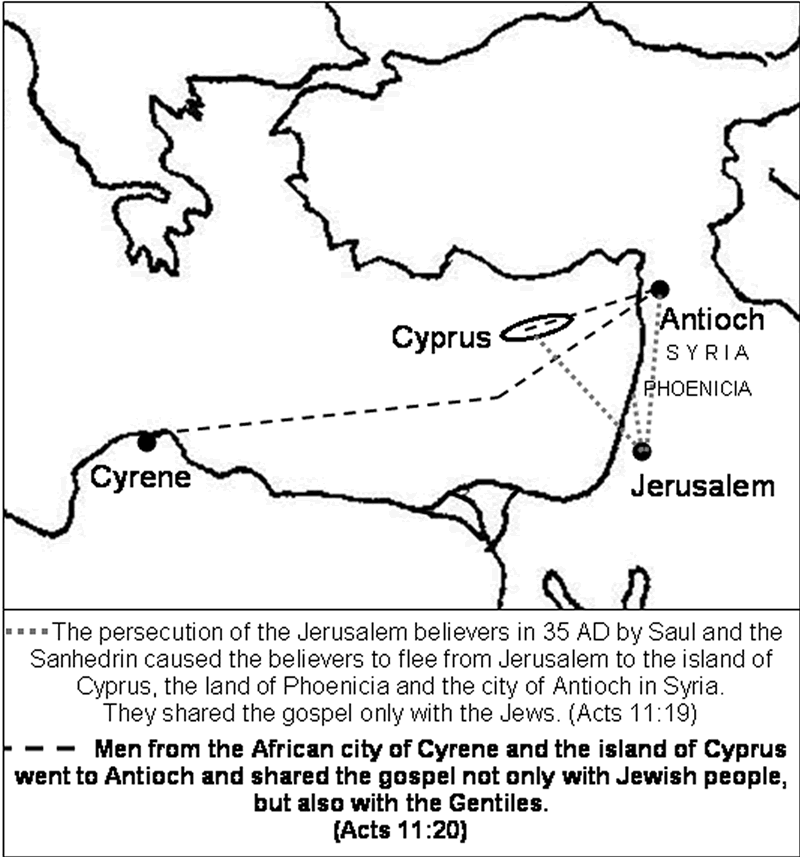 Antioch
Cyprus
SYRIA
PHOENICIA
Cyrene
Jerusalem
The persecution of the Jerusalem believers in 35 AD by Saul and the
Sanhedrin caused the believers to flee from Jerusalem to the island of
Cyprus, the land of Phoenicia and the city of Antioch in Syria.
They shared the gospel only with the Jews. (Acts 11:19)
Men from the African city of Cyrene and the island of Cyprus
went to Antioch and shared the gospel not only with Jewish people,
but also with the Gentiles.
(Acts 11:20)